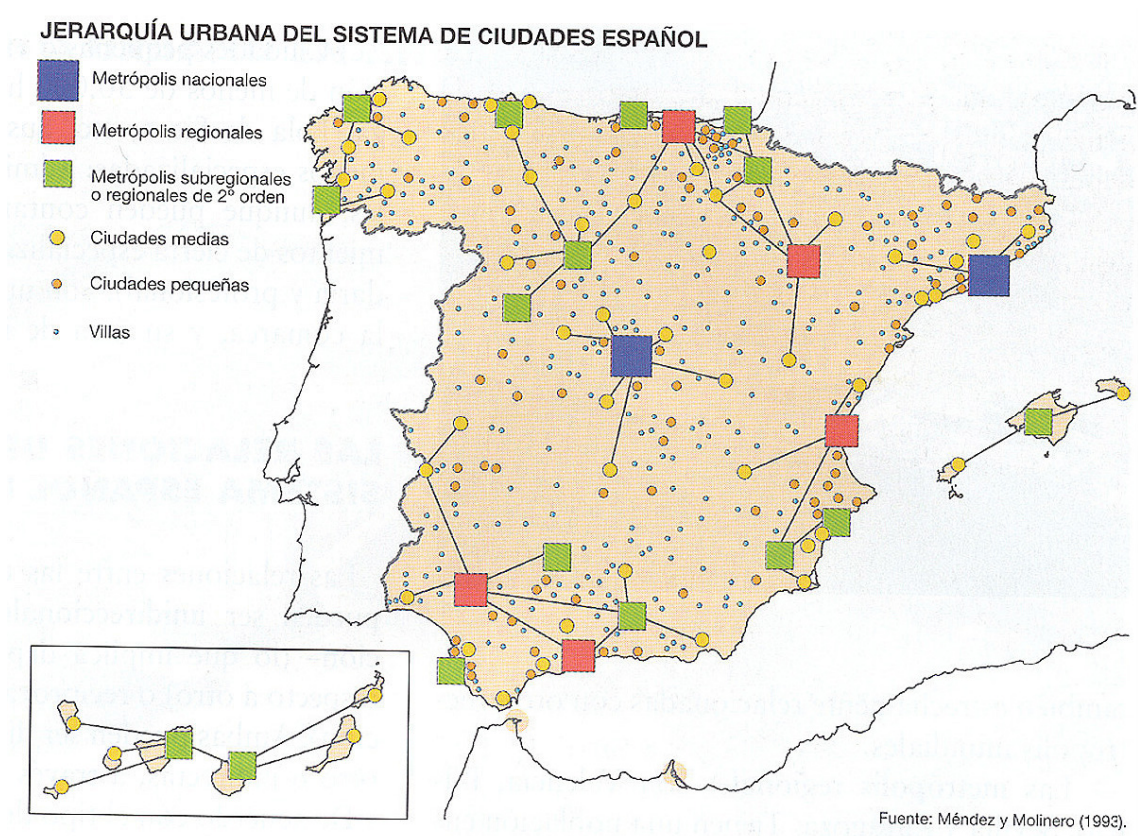 JERARQUÍA URBANA DEL SISTEMA DE CIUDADES ESPAÑOL
Metrópolis nacionales
Metrópolis regionales
Metrópolis subregionales
o regionales de 2º orden
Ciudades medias
Ciudades pequeñas
Villas
Fuente: Méndez y Molinero (1993).